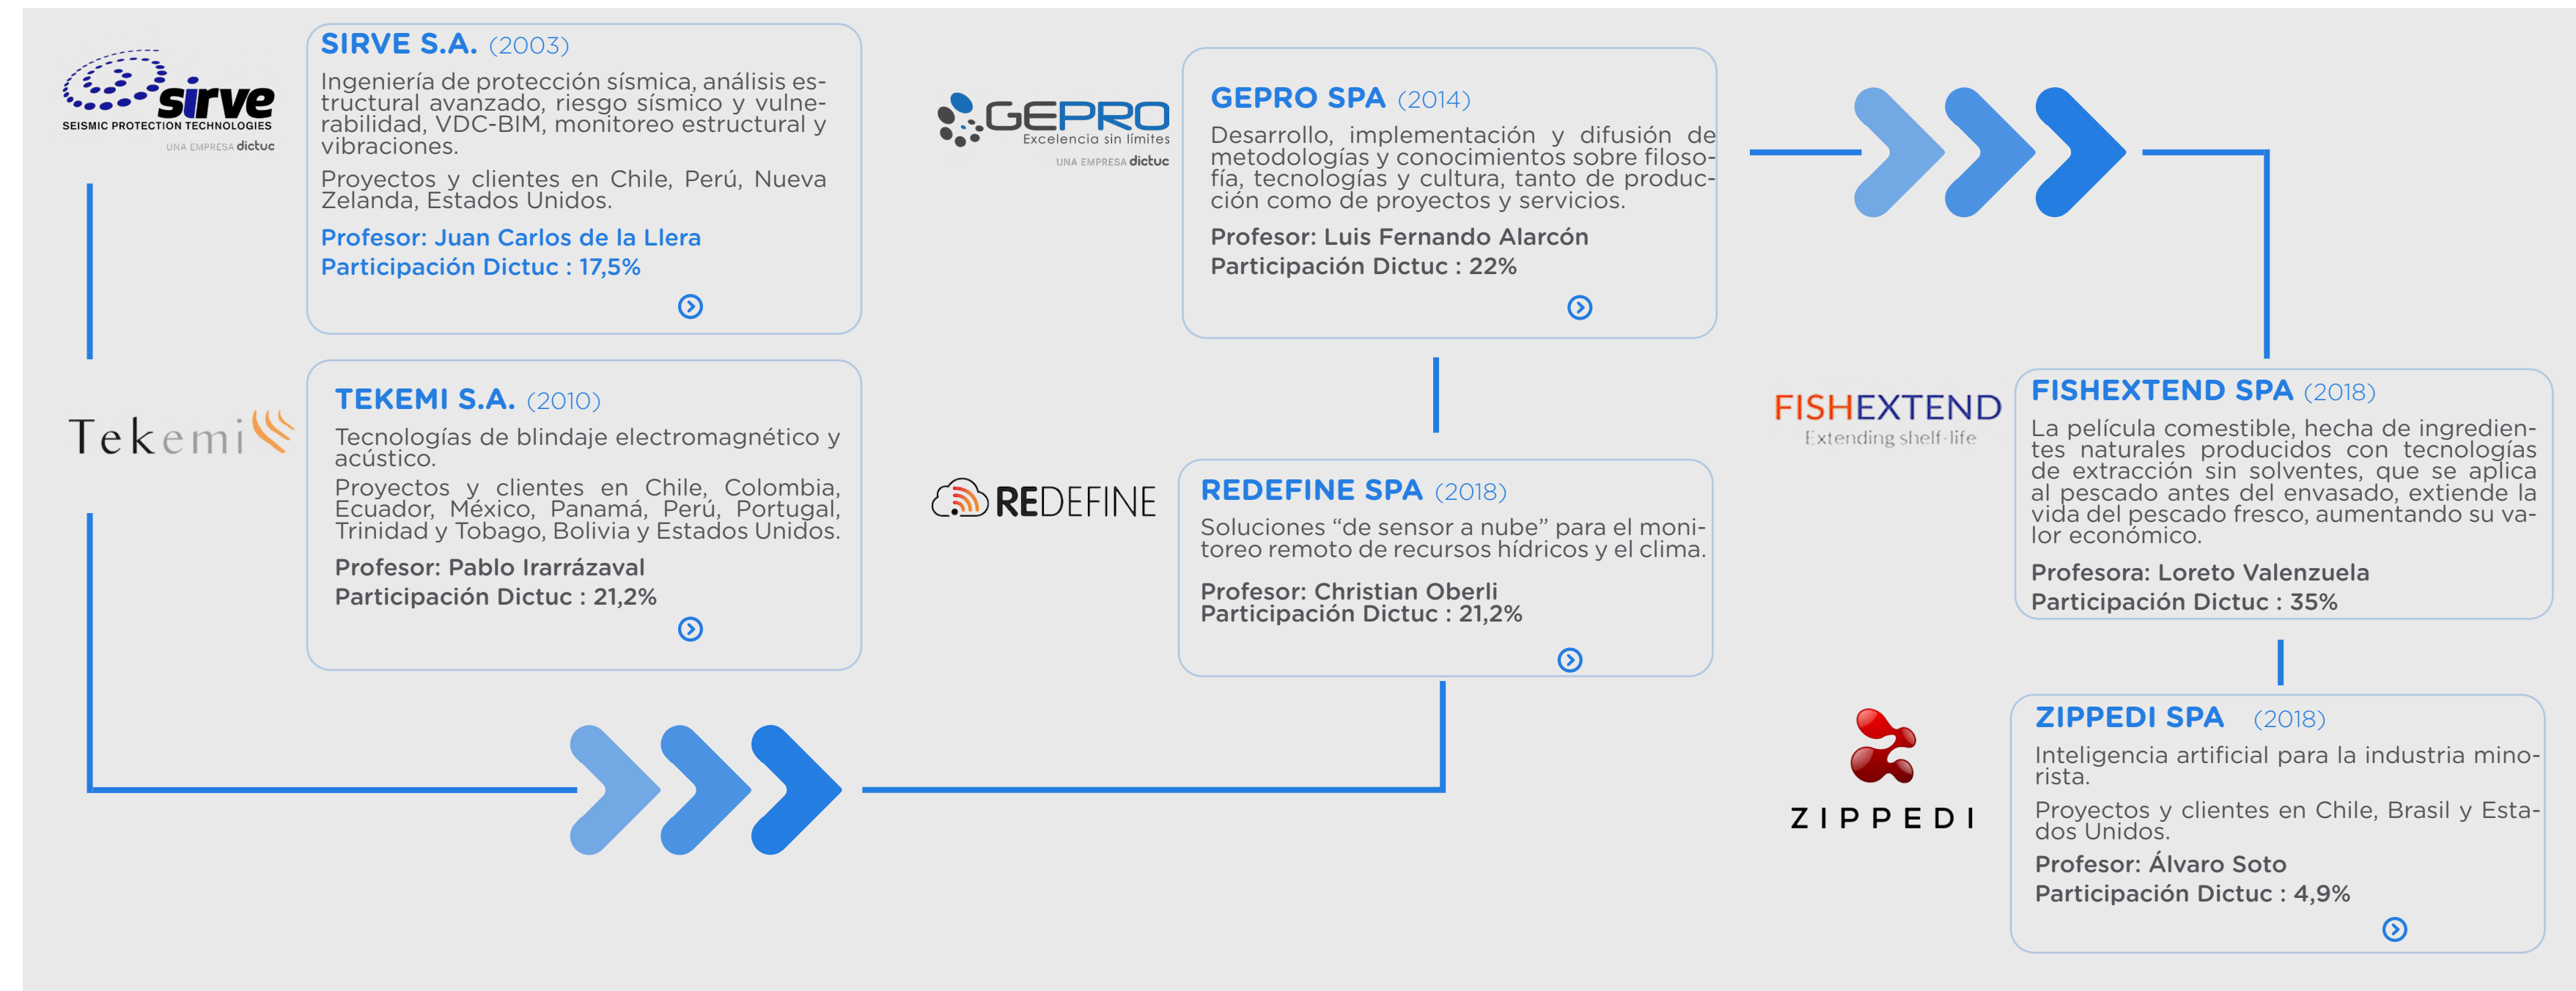 sirve
SEISMIC PROTECTION TECHNOLOGIES
UNA EMPRESA dictuc
SIRVE S.A. (2003)
Ingeniería de protección sísmica, análisis es-
tructural avanzado, riesgo sísmico y vulne-
rabilidad, VDC-BIM, monitoreo estructural y
vibraciones.
Proyectos y clientes en Chile, Perú, Nueva
Zelanda, Estados Unidos.
Profesor: Juan Carlos de la Llera
Participación Dictuc : 17,5%
Tekemi
TEKEMI S.A. (2010)
Tecnologías de blindaje electromagnético y
acústico.
Proyectos y clientes en Chile, Colombia,
Ecuador, México, Panamá, Perú, Portugal,
Trinidad y Tobago, Bolivia y Estados Unidos.
Profesor: Pablo Irarrázaval
Participación Dictuc : 21,2%
GEPRO
Excelencia sin límites
UNA EMPRESA dictuc
GEPRO SPA (2014)
Desarrollo, implementación y difusión de
metodologías y conocimientos sobre filoso-
fía, tecnologías y cultura, tanto de produc-
ción como de proyectos y servicios.
Profesor: Luis Fernando Alarcón
Participación Dictuc : 22%
REDEFINE
REDEFINE SPA (2018)
Soluciones “de sensor a nube” para el moni-
toreo remoto de recursos hídricos y el clima.
Profesor: Christian Oberli
Participación Dictuc : 21,2%
FISHEXTEND
Extending shelf-life
FISHEXTEND SPA (2018)
La película comestible, hecha de ingredien-
tes naturales producidos con tecnologías
de extracción sin solventes, que se aplica
al pescado antes del envasado, extiende la
vida del pescado fresco, aumentando su va-
lor económico.
Profesora: Loreto Valenzuela
Participación Dictuc : 35%
ZIPPEDI
ZIPPEDI SPA (2018)
Inteligencia artificial para la industria mino-
rista.
Proyectos y clientes en Chile, Brasil y Esta-
dos Unidos.
Profesor: Álvaro Soto
Participación Dictuc : 4,9%